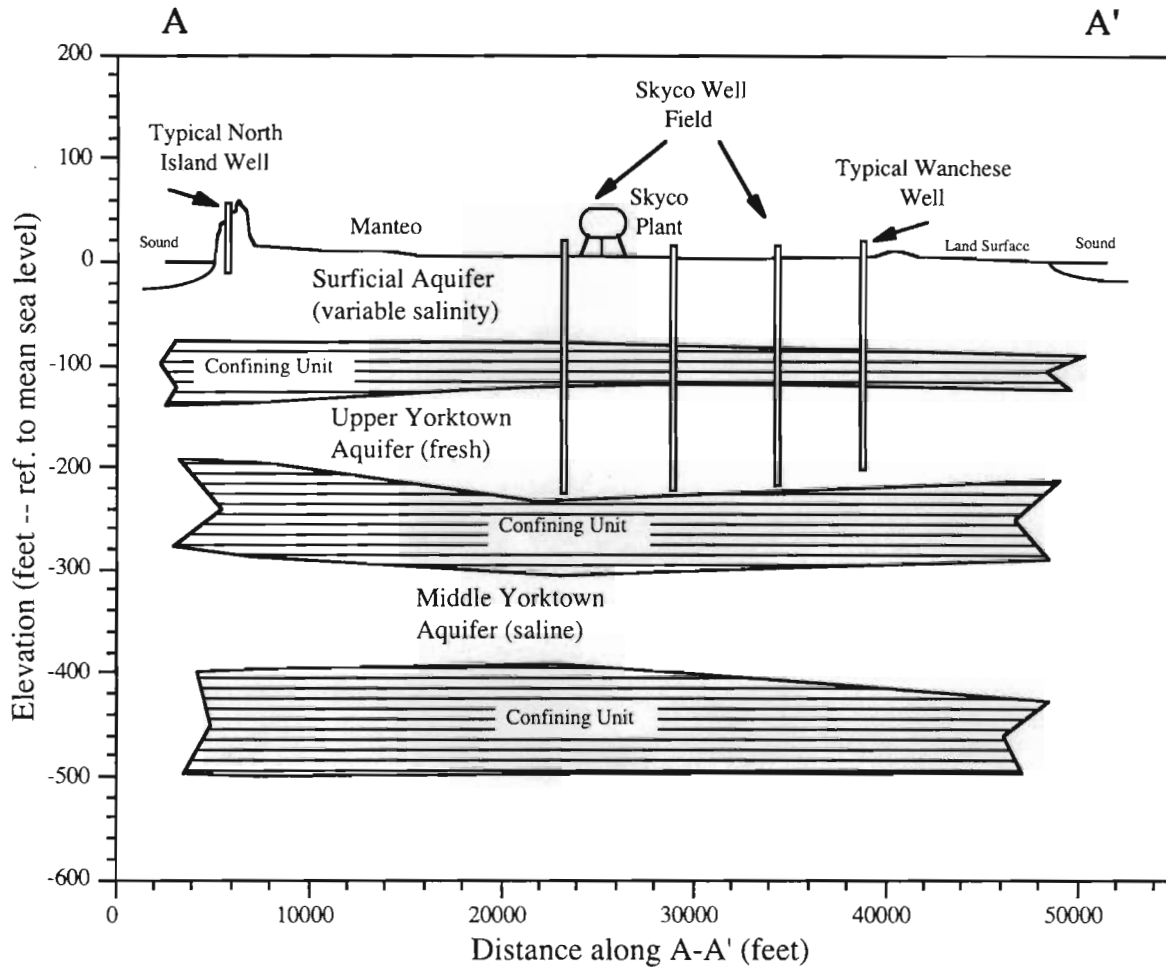 A
A'
200
100
0
-100
-200
-300
-400
-500
-600
Elevation (feet -- ref. to mean sea level)
Skyco Well
Field
Typical North
Island Well
Typical Wanchese
Well
Skyco
Plant
Manteo
Sound
Land Surface
Sound
Surficial Aquifer
(variable salinity)
Confining Unit
Upper Yorktown
Aquifer (fresh)
Confining Unit
Middle Yorktown
Aquifer (saline)
Confining Unit
0
10000
20000
30000
40000
50000
Distance along A-A' (feet)